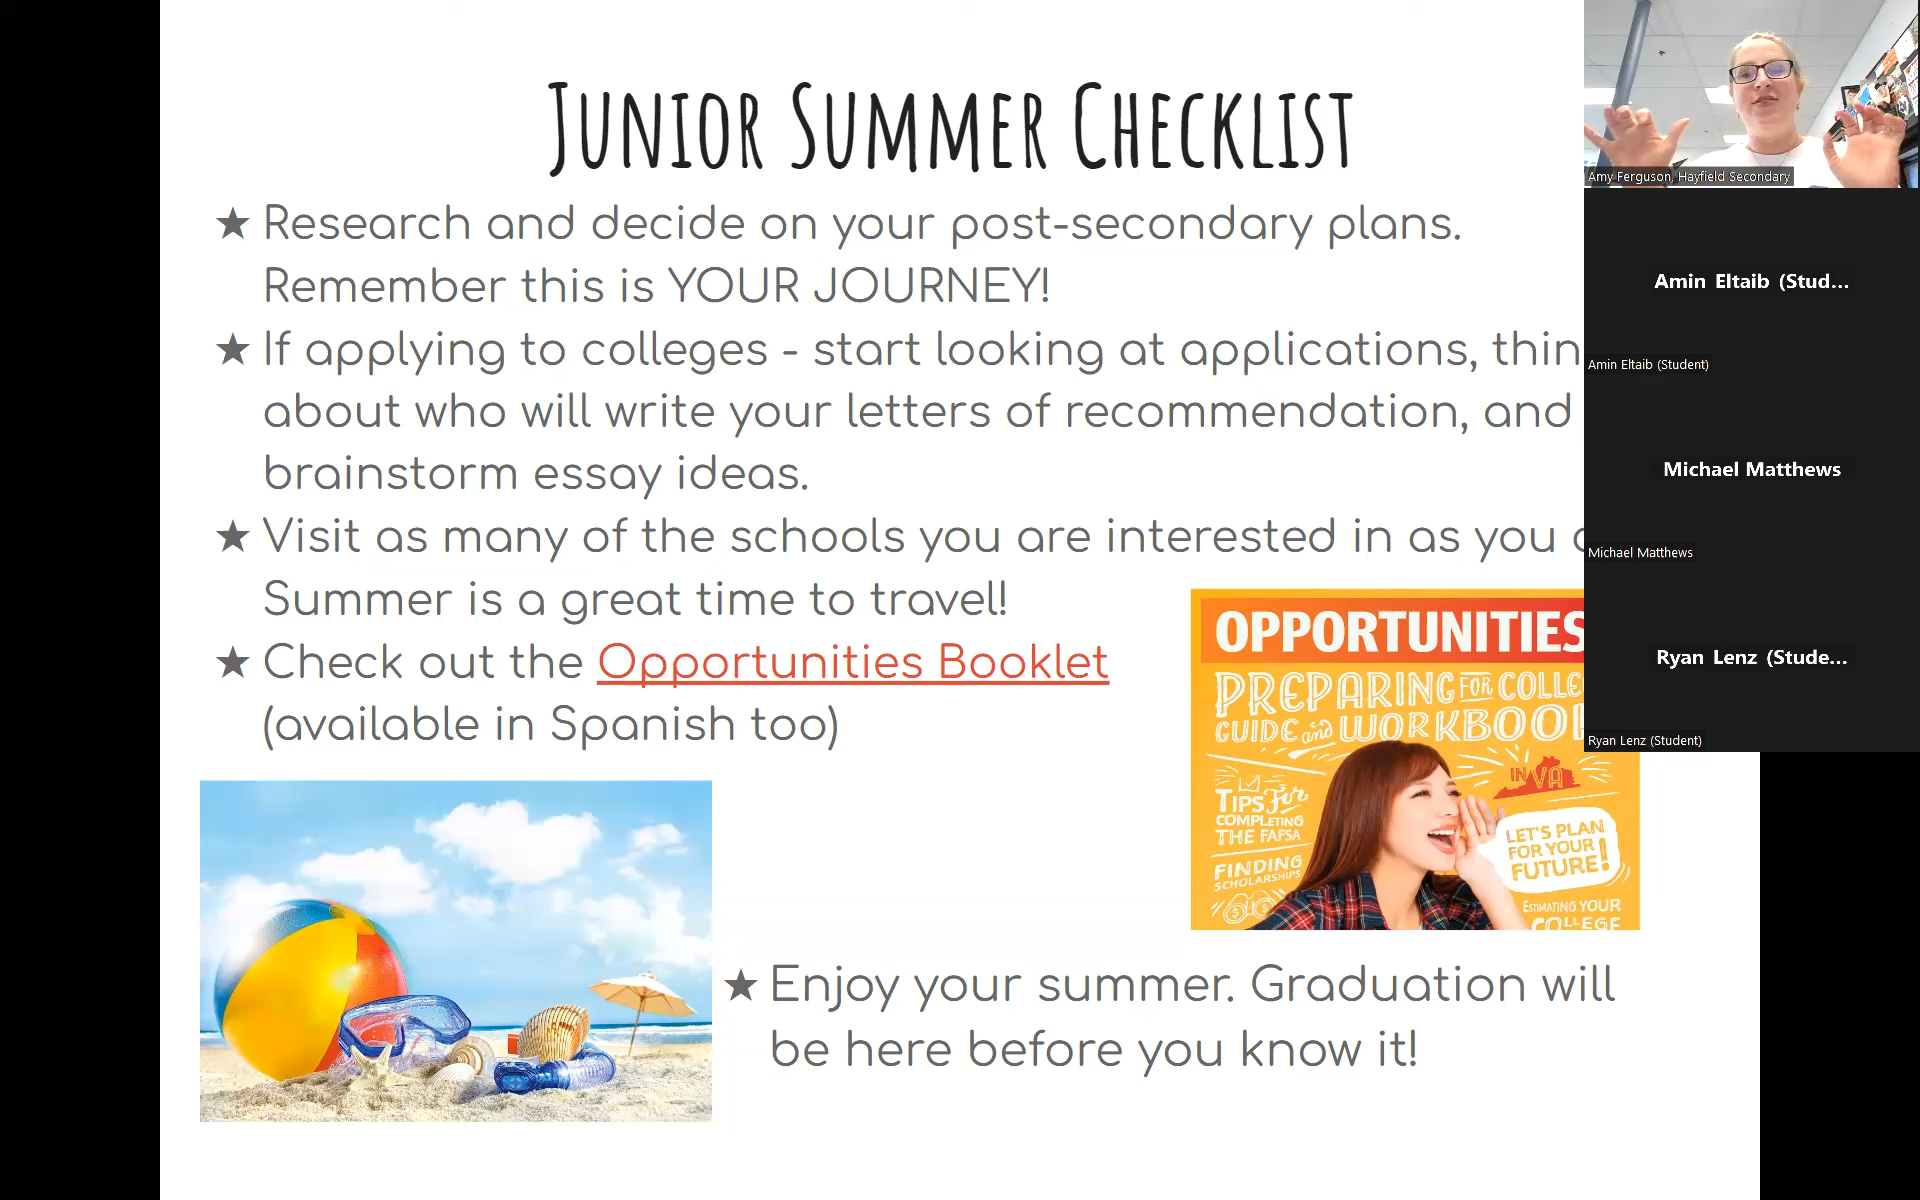 JUNIOR SUMMER CHECKLIST
★ Research and decide on your post-secondary plans.
Remember this is YOUR JOURNEY!
★ If applying to colleges - start looking at applications, thin
about who will write your letters of recommendation, and
brainstorm essay ideas.
★ Visit as many of the schools you are interested in as you
Summer is a great time to travel!
★ Check out the Opportunities Booklet
(available in Spanish too)
OPPORTUNITIES
PREPARING FOR COLLE
GUIDE and WORKBOO
IN VA
TIPS For
COMPLETING
THE FAFSA
FINDING
SCHOLARSHIPS
LET'S PLAN
FOR YOUR
FUTURE!
ESTIMATING YOUR
COLLEGE
★ Enjoy your summer. Graduation will
be here before you know it!
Amy Ferguson, Hayfield Secondary
Amin Eltaib (Stud...
Amin Eltaib (Student)
Michael Matthews
Michael Matthews
Ryan Lenz (Stude...
Ryan Lenz (Student)